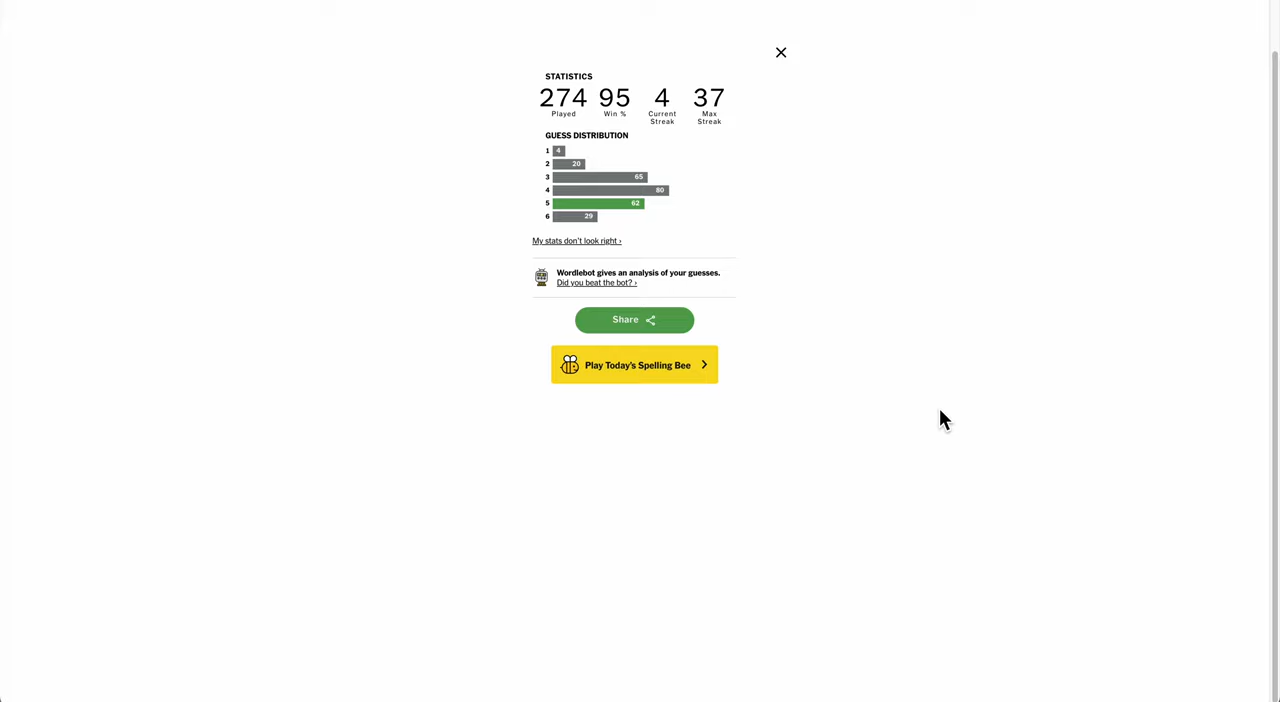 STATISTICS
274 95 4 37
Played Win % Current Streak Max Streak
GUESS DISTRIBUTION
1 4
2 20
3 65
4 80
5 62
6 29
My stats don't look right ›
Wordlebot gives an analysis of your guesses.
Did you beat the bot? ›
Share
Play Today's Spelling Bee